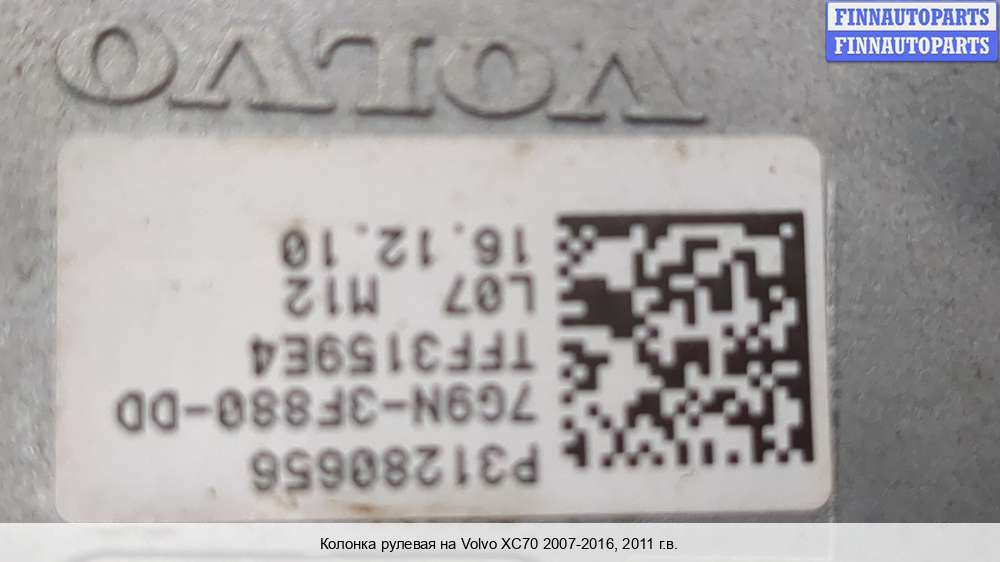 FINNAUTOPARTS
FINNAUTOPARTS
P31280656
7G9N-3F880-DD
TFF3159E4
L07 M12
16.12.10
VOLVO
Колонка рулевая на Volvo XC70 2007-2016, 2011 г.в.